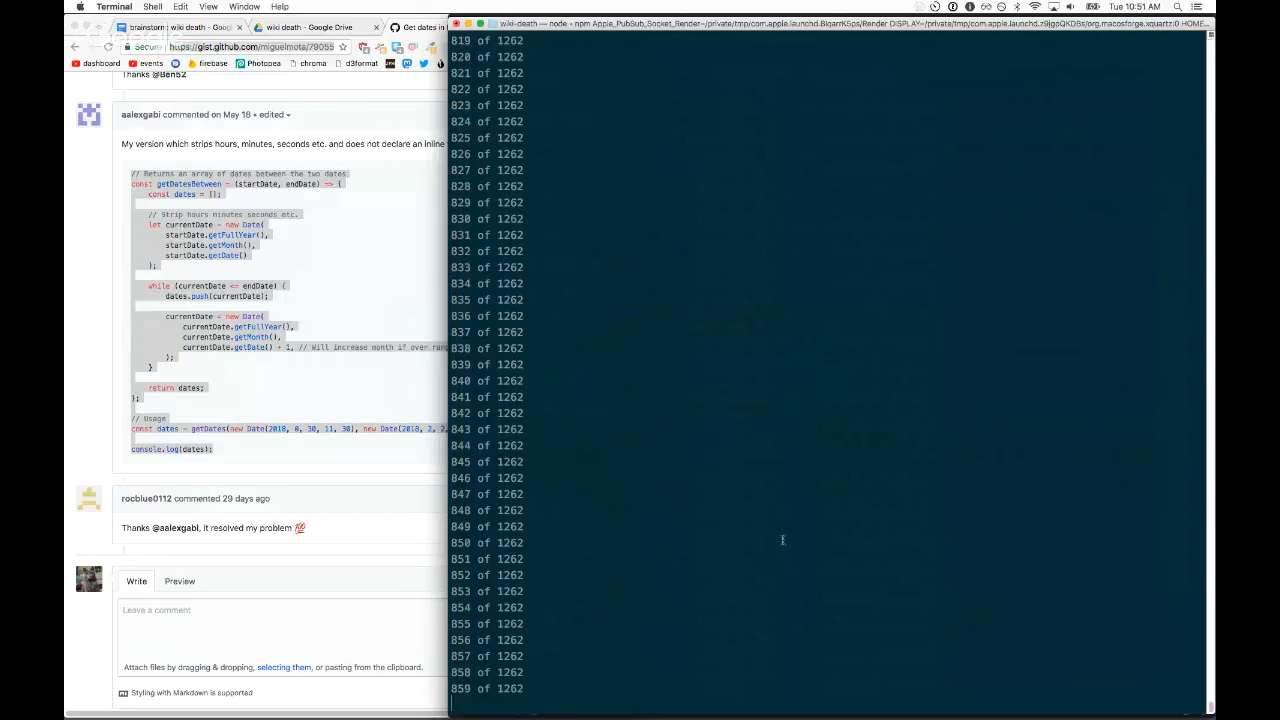 Terminal Shell Edit View Window Help
Tue 10:51 AM
brainstorm: wiki death - Googl
wiki death - Google Drive
Get dates in
wiki-death — node ‹ npm Apple_PubSub_Socket_Render=/private/tmp/com.apple.launchd.BlqarrK5ps/Render DISPLAY=/private/tmp/com.apple.launchd.z9jgoQKDBs/org.macosforge.xquartz:0 HOME...
Secure https://gist.github.com/miguelmota/79055
dashboard events firebase Photopea chroma d3format
Thanks @Ben52
aalexgabi commented on May 18 • edited
My version which strips hours, minutes, seconds etc. and does not declare an inline
// Returns an array of dates between the two dates
const getDatesBetween = (startDate, endDate) => {
const dates = [];
// Strip hours minutes seconds etc.
let currentDate = new Date(
startDate.getFullYear(),
startDate.getMonth(),
startDate.getDate()
);
while (currentDate <= endDate) {
dates.push(currentDate);
currentDate = new Date(
currentDate.getFullYear(),
currentDate.getMonth(),
currentDate.getDate() + 1, // Will increase month if over ran
);
}
return dates;
};
// Usage
const dates = getDates(new Date(2018, 0, 30, 11, 30), new Date(2018, 2, 2,
console.log(dates);
rocblue0112 commented 29 days ago
Thanks @aalexgabi, it resolved my problem 💯
Write Preview
Leave a comment
Attach files by dragging & dropping, selecting them, or pasting from the clipboard.
Styling with Markdown is supported
819 of 1262
820 of 1262
821 of 1262
822 of 1262
823 of 1262
824 of 1262
825 of 1262
826 of 1262
827 of 1262
828 of 1262
829 of 1262
830 of 1262
831 of 1262
832 of 1262
833 of 1262
834 of 1262
835 of 1262
836 of 1262
837 of 1262
838 of 1262
839 of 1262
840 of 1262
841 of 1262
842 of 1262
843 of 1262
844 of 1262
845 of 1262
846 of 1262
847 of 1262
848 of 1262
849 of 1262
850 of 1262
851 of 1262
852 of 1262
853 of 1262
854 of 1262
855 of 1262
856 of 1262
857 of 1262
858 of 1262
859 of 1262